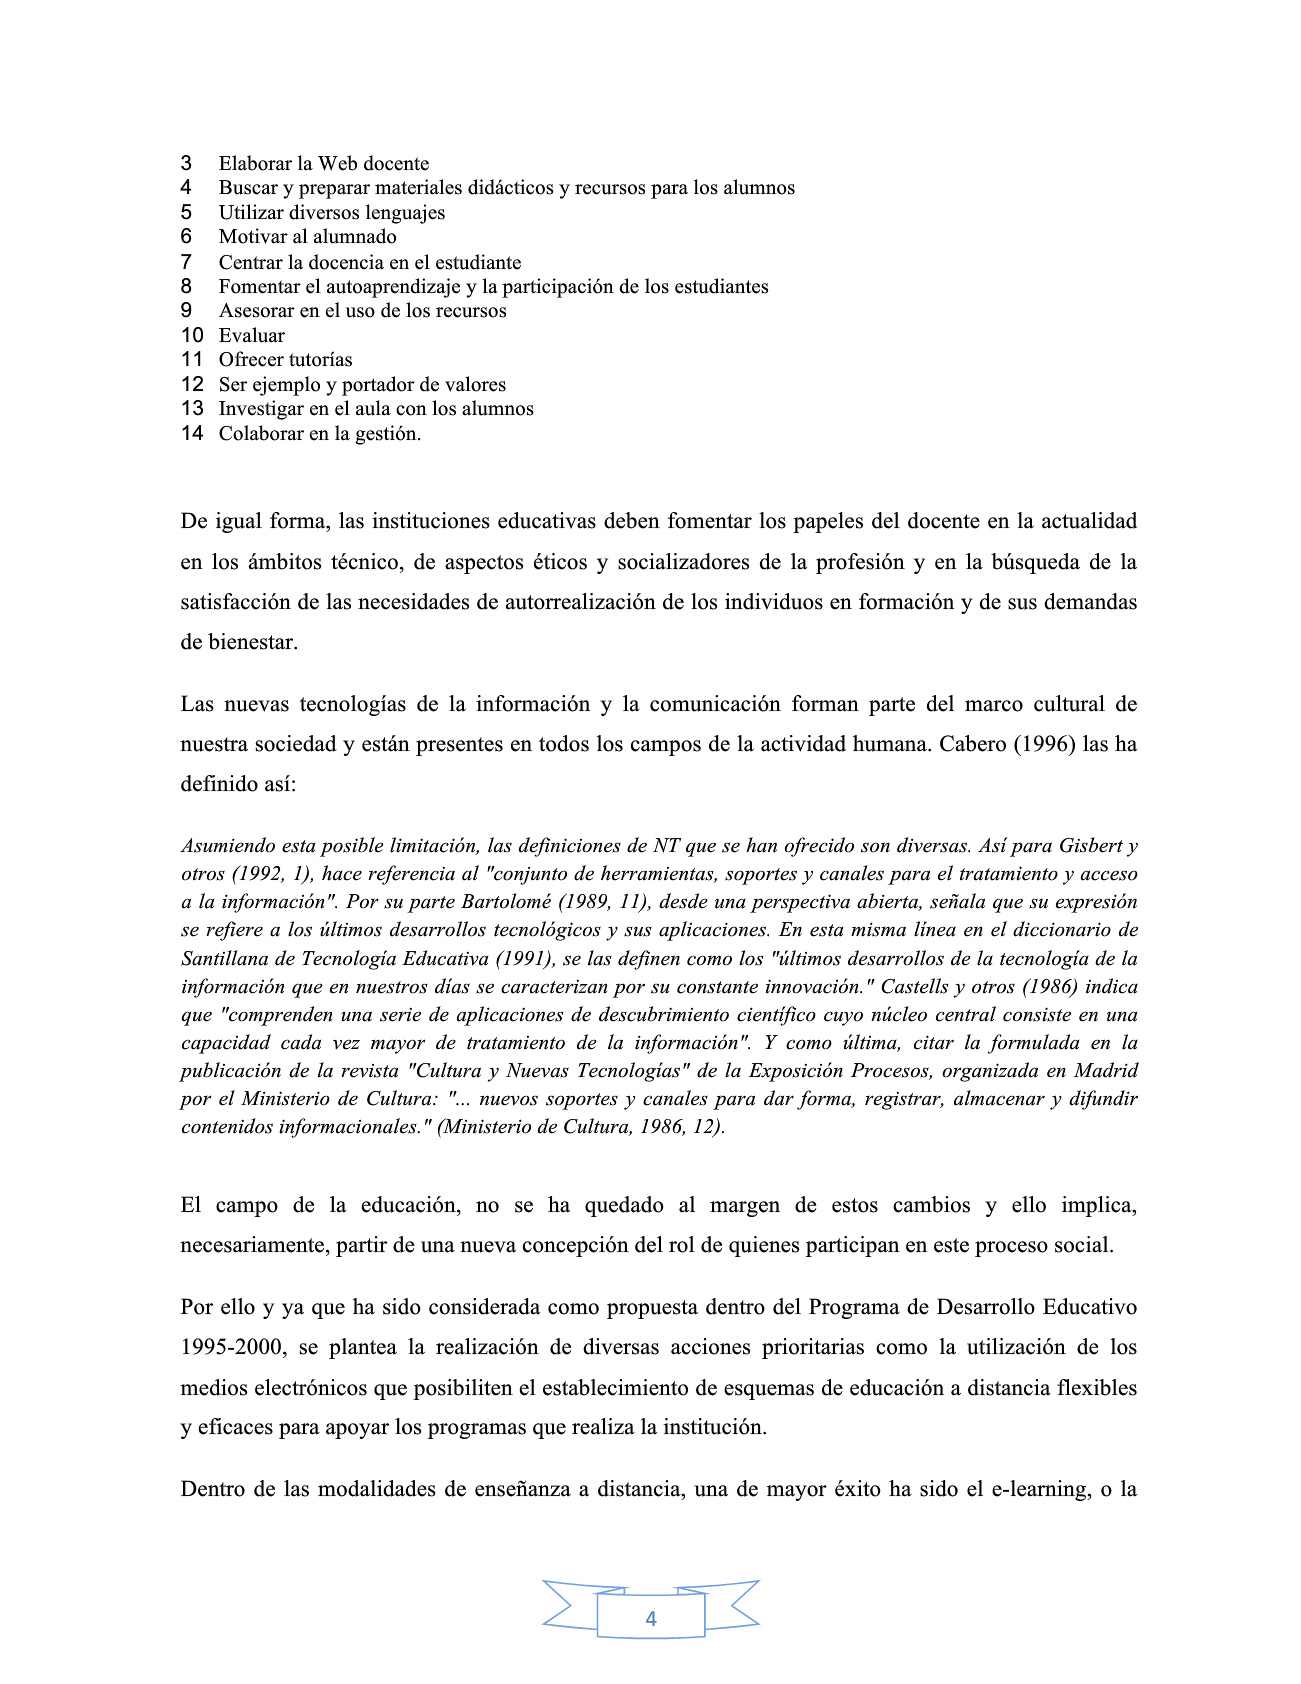 3 Elaborar la Web docente
4 Buscar y preparar materiales didácticos y recursos para los alumnos
5 Utilizar diversos lenguajes
6 Motivar al alumnado
7 Centrar la docencia en el estudiante
8 Fomentar el autoaprendizaje y la participación de los estudiantes
9 Asesorar en el uso de los recursos
10 Evaluar
11 Ofrecer tutorías
12 Ser ejemplo y portador de valores
13 Investigar en el aula con los alumnos
14 Colaborar en la gestión.
De igual forma, las instituciones educativas deben fomentar los papeles del docente en la actualidad
en los ámbitos técnico, de aspectos éticos y socializadores de la profesión y en la búsqueda de la
satisfacción de las necesidades de autorrealización de los individuos en formación y de sus demandas
de bienestar.
Las nuevas tecnologías de la información y la comunicación forman parte del marco cultural de
nuestra sociedad y están presentes en todos los campos de la actividad humana. Cabero (1996) las ha
definido así:
Asumiendo esta posible limitación, las definiciones de NT que se han ofrecido son diversas. Así para Gisbert y
otros (1992, 1), hace referencia al "conjunto de herramientas, soportes y canales para el tratamiento y acceso
a la información". Por su parte Bartolomé (1989, 11), desde una perspectiva abierta, señala que su expresión
se refiere a los últimos desarrollos tecnológicos y sus aplicaciones. En esta misma línea en el diccionario de
Santillana de Tecnología Educativa (1991), se las definen como los "últimos desarrollos de la tecnología de la
información que en nuestros días se caracterizan por su constante innovación." Castells y otros (1986) indica
que "comprenden una serie de aplicaciones de descubrimiento científico cuyo núcleo central consiste en una
capacidad cada vez mayor de tratamiento de la información". Y como última, citar la formulada en la
publicación de la revista "Cultura y Nuevas Tecnologías" de la Exposición Procesos, organizada en Madrid
por el Ministerio de Cultura: "... nuevos soportes y canales para dar forma, registrar, almacenar y difundir
contenidos informacionales." (Ministerio de Cultura, 1986, 12).
El campo de la educación, no se ha quedado al margen de estos cambios y ello implica,
necesariamente, partir de una nueva concepción del rol de quienes participan en este proceso social.
Por ello y ya que ha sido considerada como propuesta dentro del Programa de Desarrollo Educativo
1995-2000, se plantea la realización de diversas acciones prioritarias como la utilización de los
medios electrónicos que posibiliten el establecimiento de esquemas de educación a distancia flexibles
y eficaces para apoyar los programas que realiza la institución.
Dentro de las modalidades de enseñanza a distancia, una de mayor éxito ha sido el e-learning, o la
4